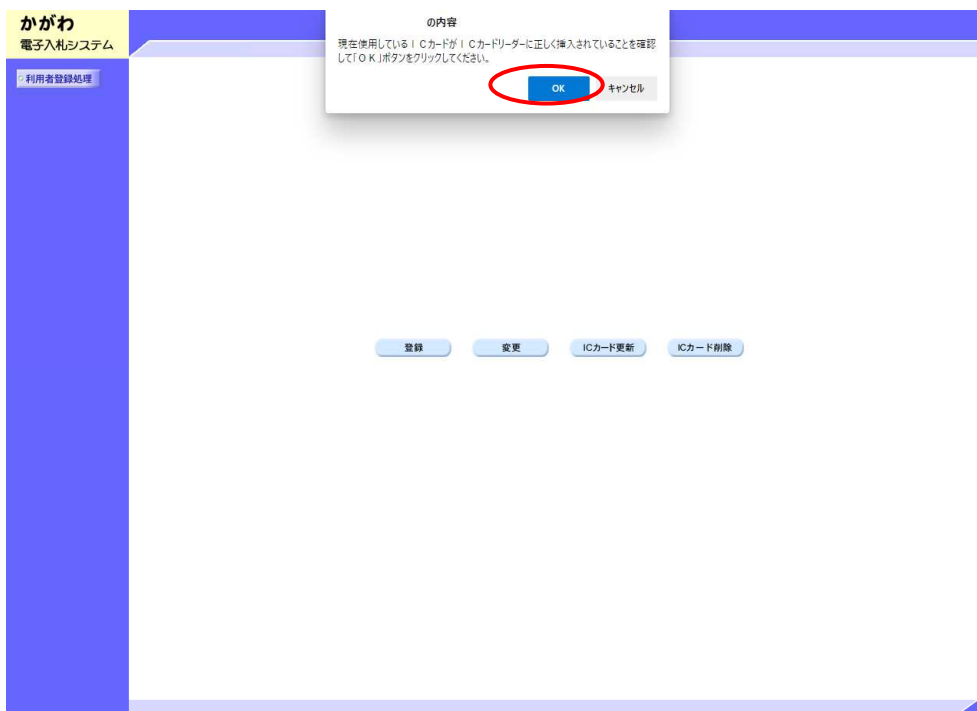 かがわ
電子入札システム
利用者登録処理
の内容
現在使用しているＩＣカードがＩＣカードリーダーに正しく挿入されていることを確認
して「ＯＫ」ボタンをクリックしてください。
OK キャンセル
登録 変更 ICカード更新 ICカード削除